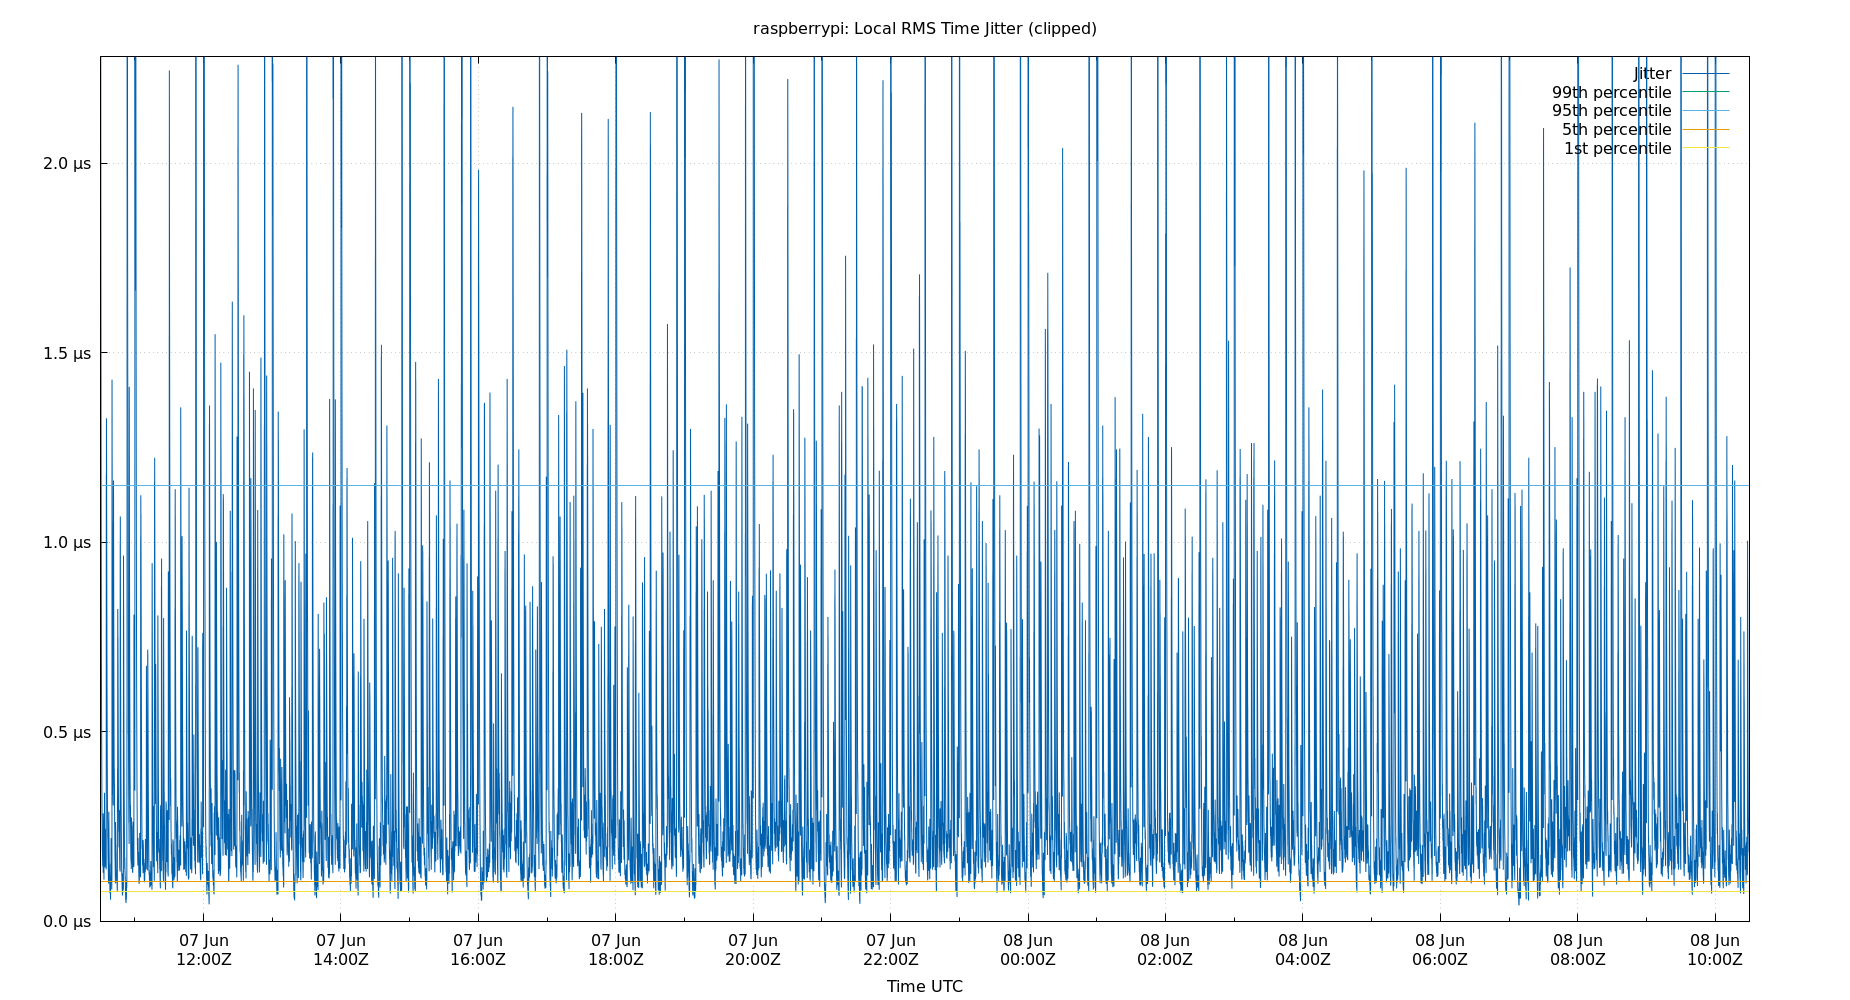 raspberrypi: Local RMS Time Jitter (clipped)
Jitter
99th percentile
95th percentile
5th percentile
1st percentile
2.0 µs
1.5 µs
1.0 µs
0.5 µs
0.0 µs
07 Jun 07 Jun 07 Jun 07 Jun 07 Jun 07 Jun 08 Jun 08 Jun 08 Jun 08 Jun 08 Jun 08 Jun
12:00Z 14:00Z 16:00Z 18:00Z 20:00Z 22:00Z 00:00Z 02:00Z 04:00Z 06:00Z 08:00Z 10:00Z
Time UTC